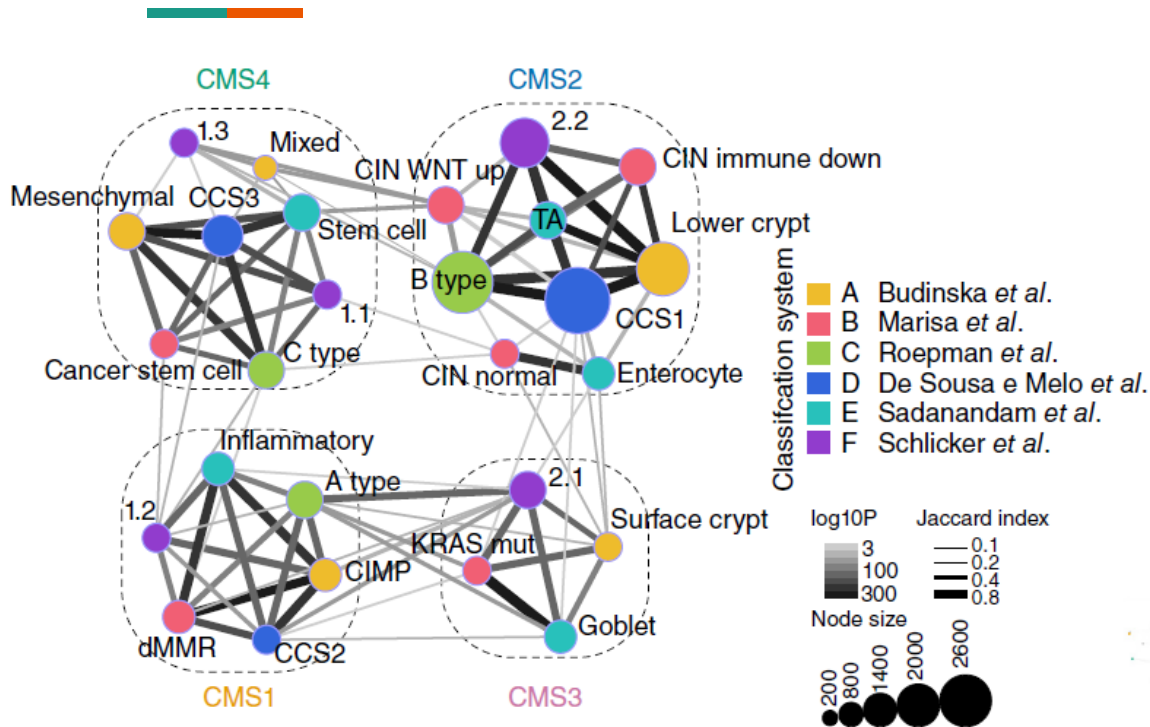 CMS4
CMS2
1.3
Mixed
2.2
CIN WNT up
CIN immune down
Mesenchymal
CCS3
Stem cell
TA
Lower crypt
B type
CCS1
1.1
C type
Cancer stem cell
CIN normal
Enterocyte
Classifcation system
A Budinska et al.
B Marisa et al.
C Roepman et al.
D De Sousa e Melo et al.
E Sadanandam et al.
F Schlicker et al.
Inflammatory
A type
1.2
2.1
Surface crypt
KRAS mut
CIMP
Goblet
dMMR
CCS2
CMS1
CMS3
log10P
3
100
300
Jaccard index
0.1
0.2
0.4
0.8
Node size
200
800
1400
2000
2600